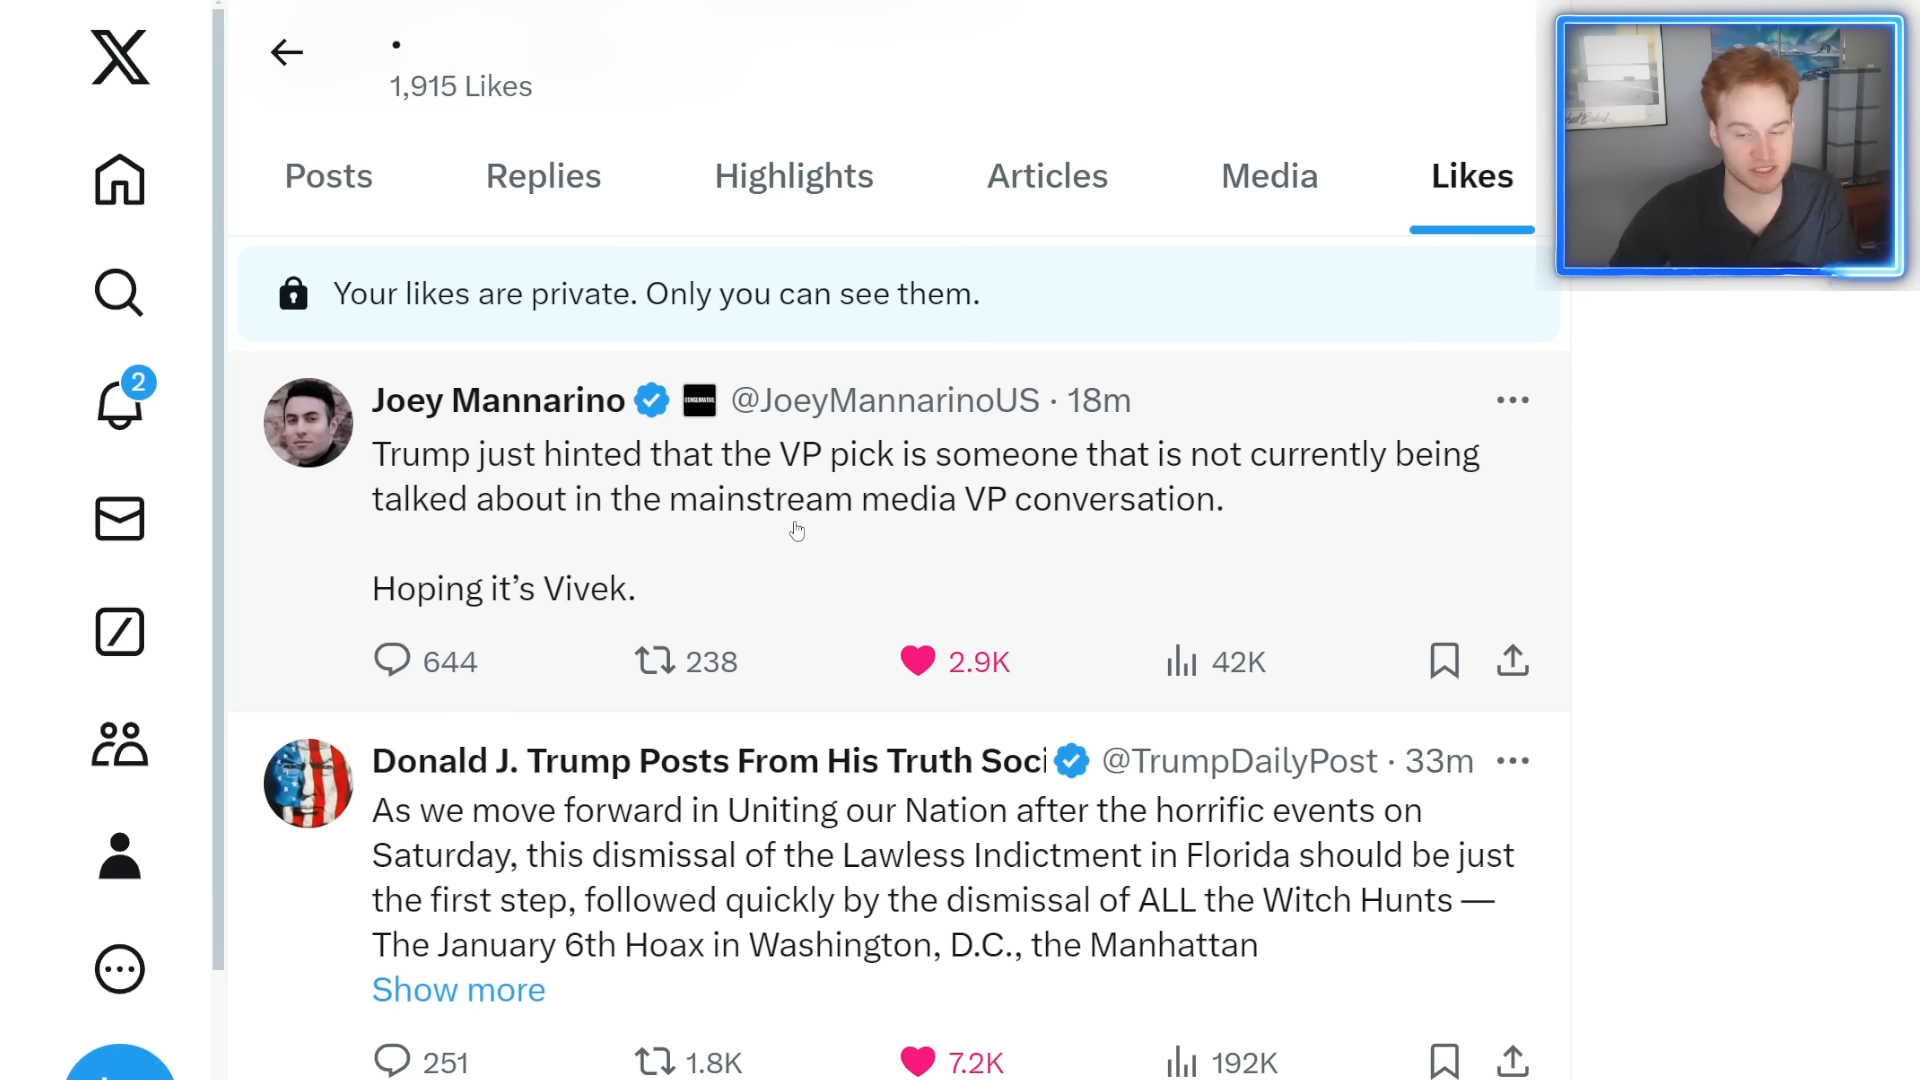 1,915 Likes
Posts Replies Highlights Articles Media Likes
Your likes are private. Only you can see them.
2
Joey Mannarino @JoeyMannarinoUS · 18m
Trump just hinted that the VP pick is someone that is not currently being
talked about in the mainstream media VP conversation.
Hoping it’s Vivek.
644 238 2.9K 42K
Donald J. Trump Posts From His Truth Soci @TrumpDailyPost · 33m
As we move forward in Uniting our Nation after the horrific events on
Saturday, this dismissal of the Lawless Indictment in Florida should be just
the first step, followed quickly by the dismissal of ALL the Witch Hunts —
The January 6th Hoax in Washington, D.C., the Manhattan
Show more
251 1.8K 7.2K 192K